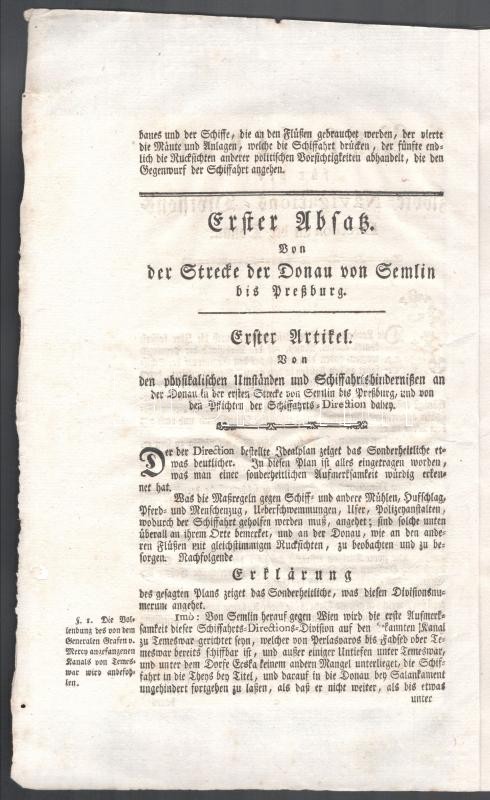 baues und der Schiffe, die an den Flüßen gebrauchet werden, der vierte
die Mäute und Anlagen, welche die Schiffahrt drücken, der fünfte end-
lich die Rücksichten anderer politischen Vorsichtigkeiten abhandelt, die den
Gegenwurf der Schiffahrt angehen.
Erster Absatz.
Von
der Strecke der Donau von Semlin
bis Preßburg.
Erster Artikel.
Von
den physikalischen Umständen und Schiffahrtshindernißen an
der Donau in der ersten Strecke von Semlin bis Preßburg, und von
den Pflichten der Schiffahrts-Direction dabey.
Der der Direction bestellte Idealplan zeiget das Sonderheitliche et-
was deutlicher. In diesen Plan ist alles eingetragen worden,
was man einer sonderheitlichen Aufmerksamkeit würdig erken-
net hat.
Was die Maßregeln gegen Schiff- und andere Mühlen, Hufschlag,
Pferd- und Menschenzug, Ueberschwemmungen, Ufer, Polizeyanstalten,
wodurch der Schiffahrt geholfen werden muß, angehet; sind solche unten
überall an ihrem Orte bemerket, und an der Donau, wie an den ande-
ren Flüßen mit gleichstimmigen Rucksichten, zu beobachten und zu be-
sorgen. Nachfolgende
Erklärung
des gesagten Plans zeiget das Sonderheitliche, was diesen Divisionsnu-
merum angehet.
§. 1. Die Vol-
lendung des von dem
Generalen Grafen v.
Mercy angefangenen
Kanals von Temes-
war wird anbefoh-
len.
Imò: Von Semlin herauf gegen Wien wird die erste Aufmerk-
samkeit dieser Schiffahrts-Directions-Division auf den kannten Kanal
zu Temeswar gerichtet seyn, welcher von Perlasvaros bis Fadsed ober Te-
meswar bereits schiffbar ist, und außer einiger Untiefen unter Temeswar,
und unter dem Dorfe Ecska keinem andern Mangel unterlieget, die Schif-
fahrt in die Theys bey Titel, und darauf in die Donau bey Salankament
ungehindert fortgehen zu laßen, als daß er nicht weiter, als bis etwas
unter